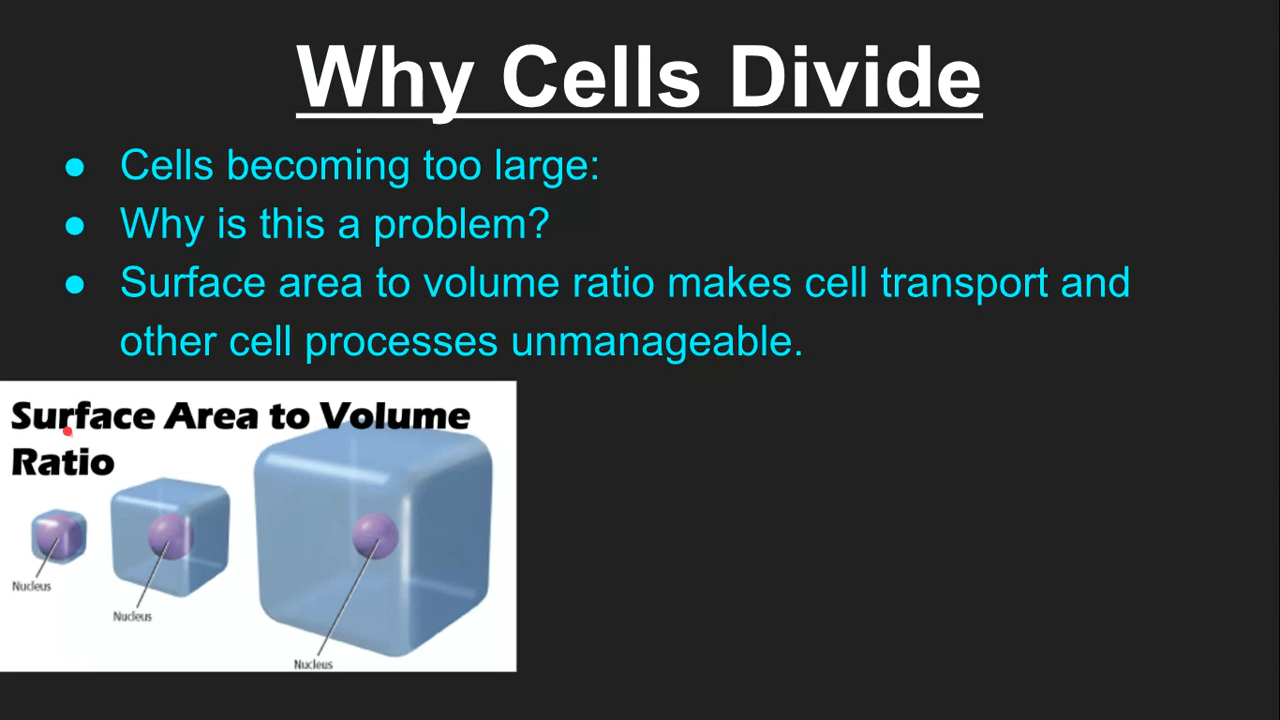 Why Cells Divide
● Cells becoming too large:
● Why is this a problem?
● Surface area to volume ratio makes cell transport and
other cell processes unmanageable.
Surface Area to Volume
Ratio
Nucleus
Nucleus
Nucleus